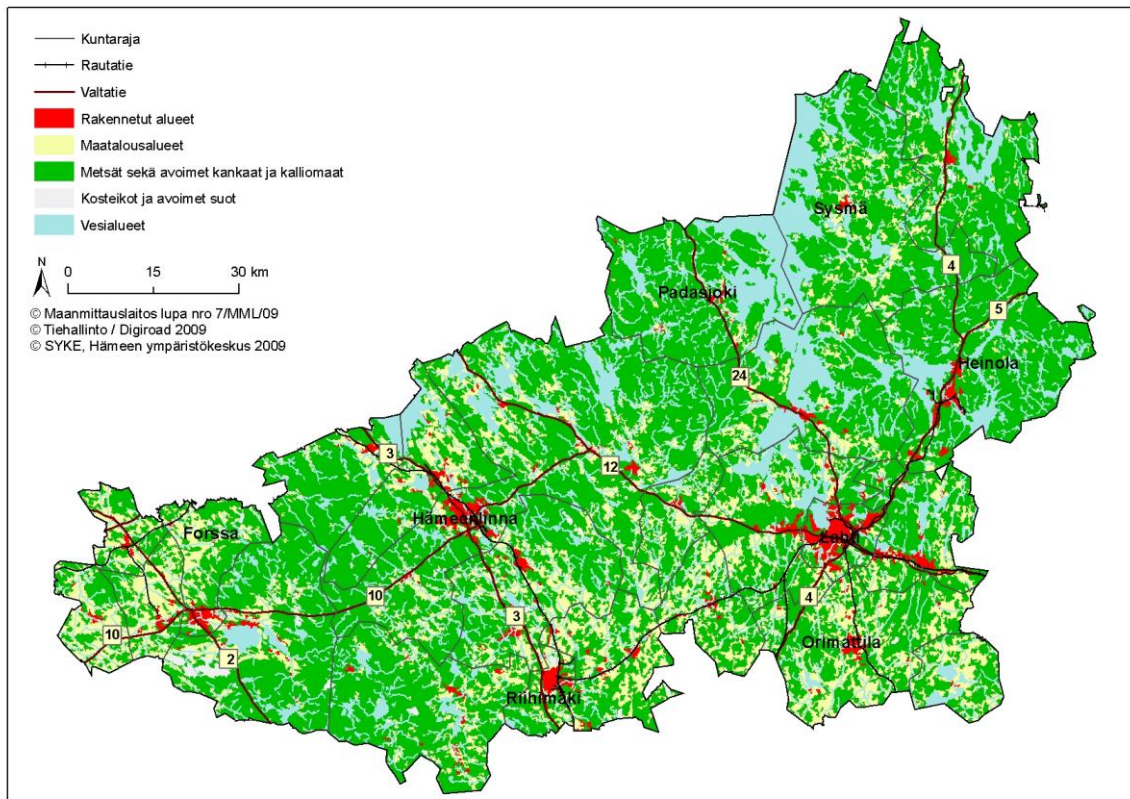 Kuntaraja
Rautatie
Valtatie
Rakennetut alueet
Maatalousalueet
Metsät sekä avoimet kankaat ja kalliomaat
Kosteikot ja avoimet suot
Vesialueet
N
0 15 30 km
© Maanmittauslaitos lupa nro 7/MML/09
© Tiehallinto / Digiroad 2009
© SYKE, Hämeen ympäristökeskus 2009
Sysmä
4
Padasjoki
5
Heinola
24
3
12
Hämeenlinna
Forssa
Lahti
10
4
3
10
Orimattila
2
Riihimäki